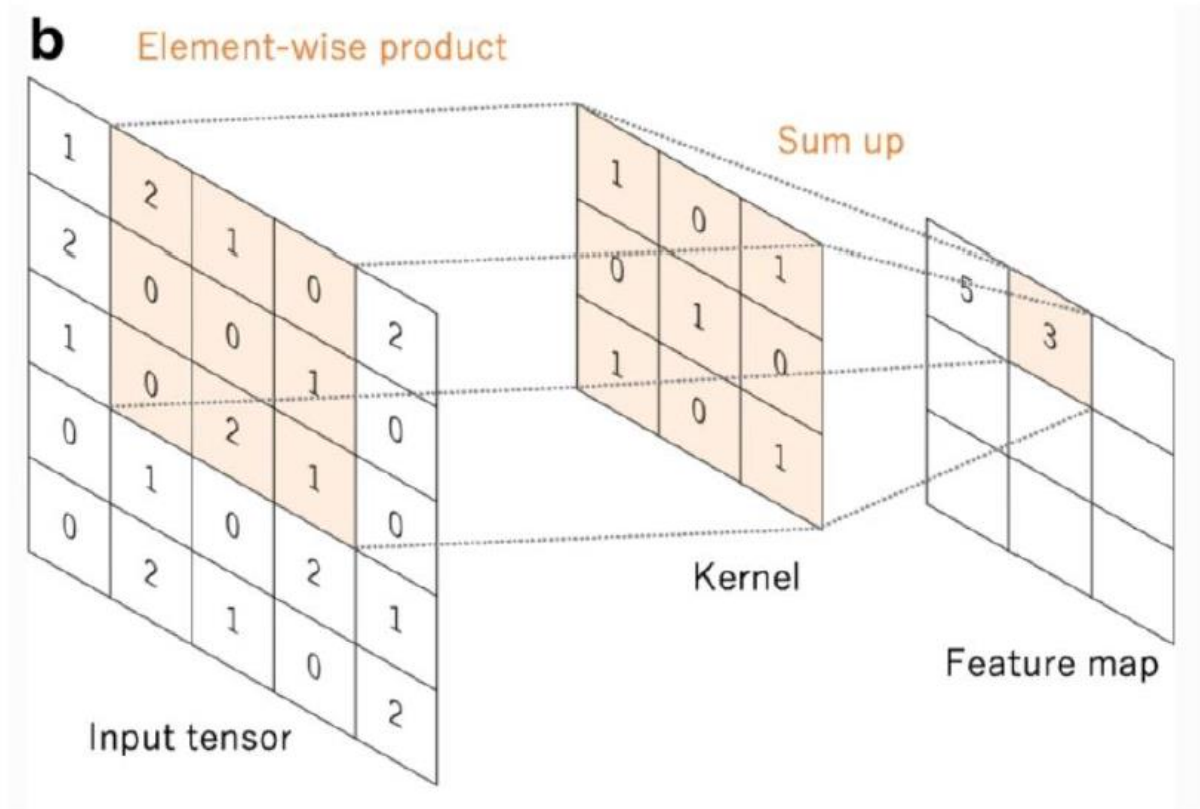 b
Element-wise product
1 2 1 0 2
2 0 0 1 0
1 0 2 1 0
0 1 0 2 1
0 2 1 0 2
Input tensor
1 0 1
0 1 0
1 0 1
Kernel
Sum up
5 3
Feature map